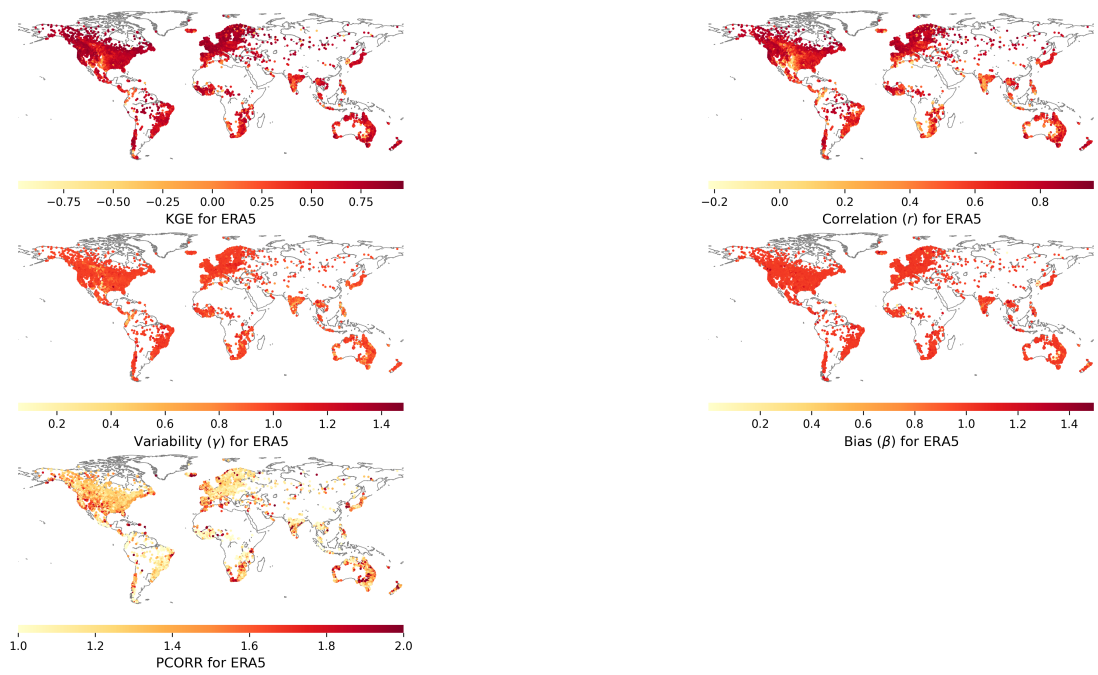 −0.75 −0.50 −0.25 0.00 0.25 0.50 0.75
KGE for ERA5
−0.2 0.0 0.2 0.4 0.6 0.8
Correlation (r) for ERA5
0.2 0.4 0.6 0.8 1.0 1.2 1.4
Variability (γ) for ERA5
0.2 0.4 0.6 0.8 1.0 1.2 1.4
Bias (β) for ERA5
1.0 1.2 1.4 1.6 1.8 2.0
PCORR for ERA5